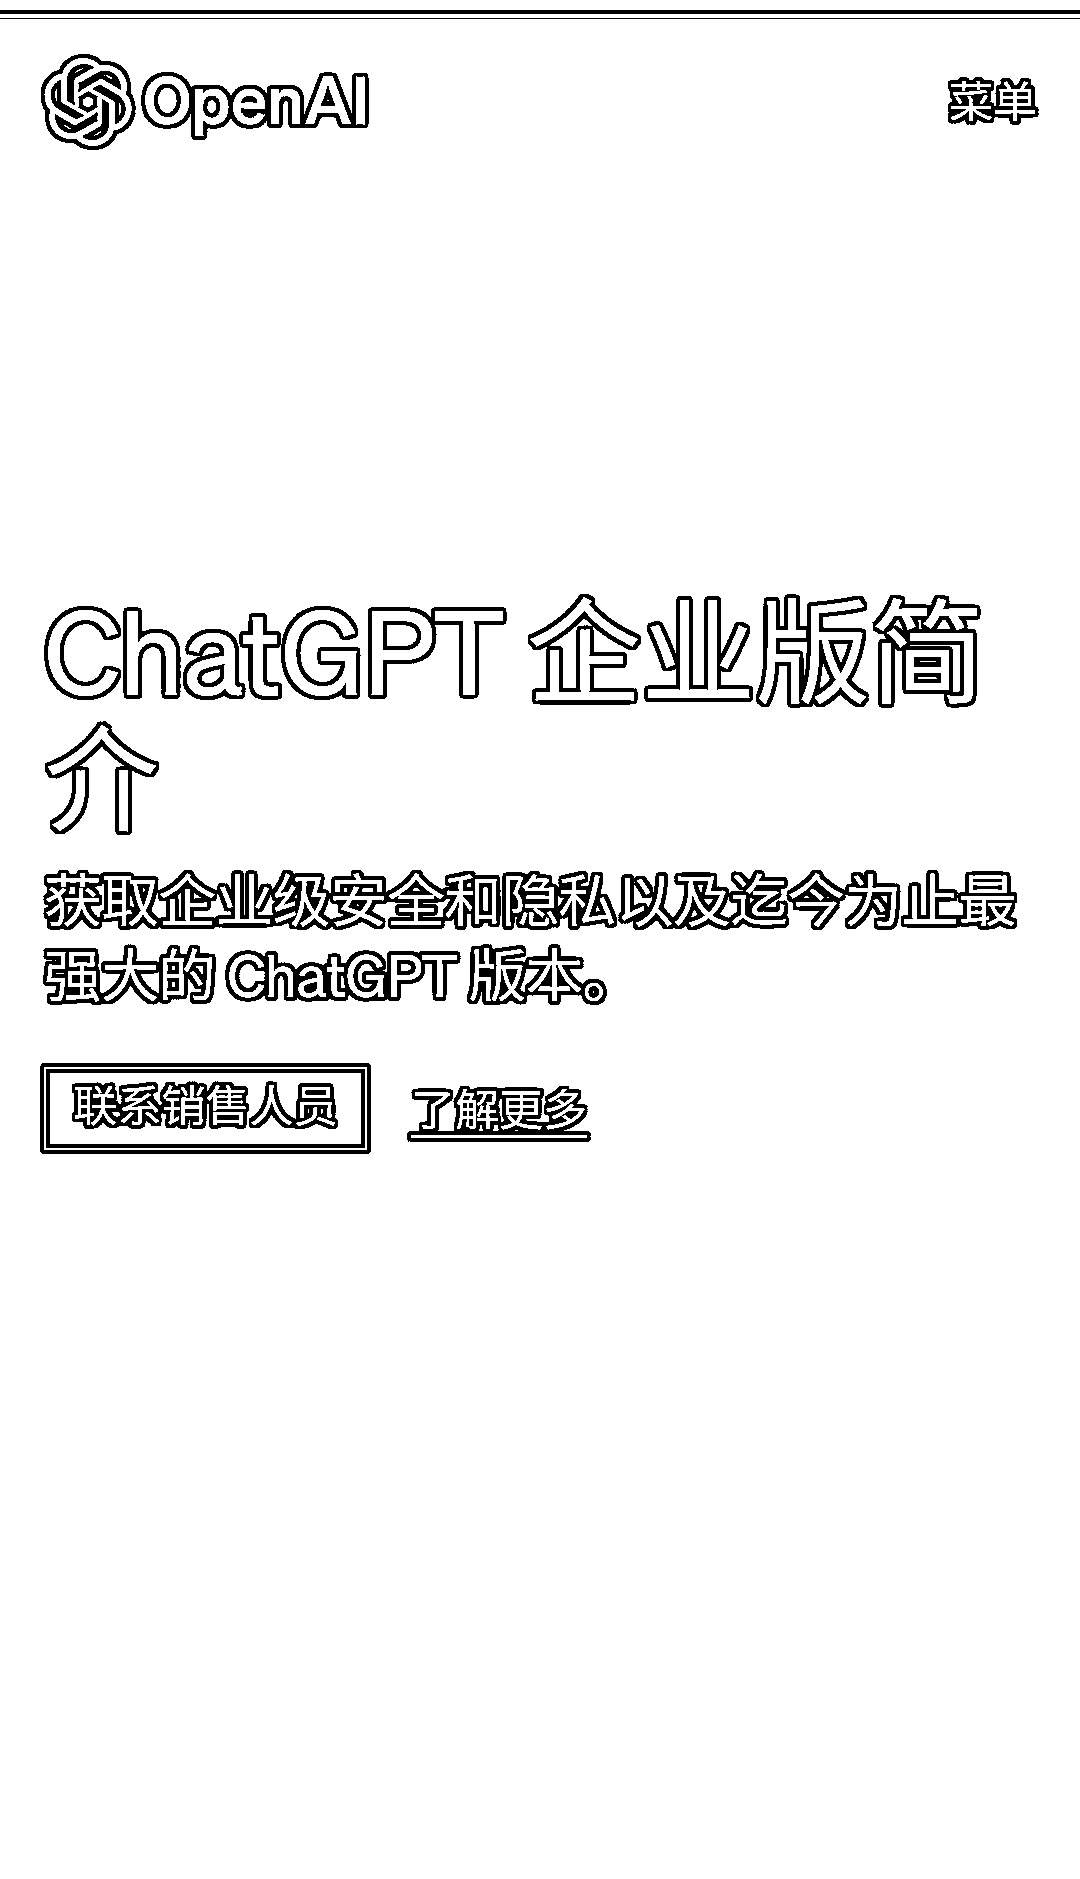 OpenAI
菜单
ChatGPT 企业版简
介
获取企业级安全和隐私以及迄今为止最
强大的 ChatGPT 版本。
联系销售人员
了解更多